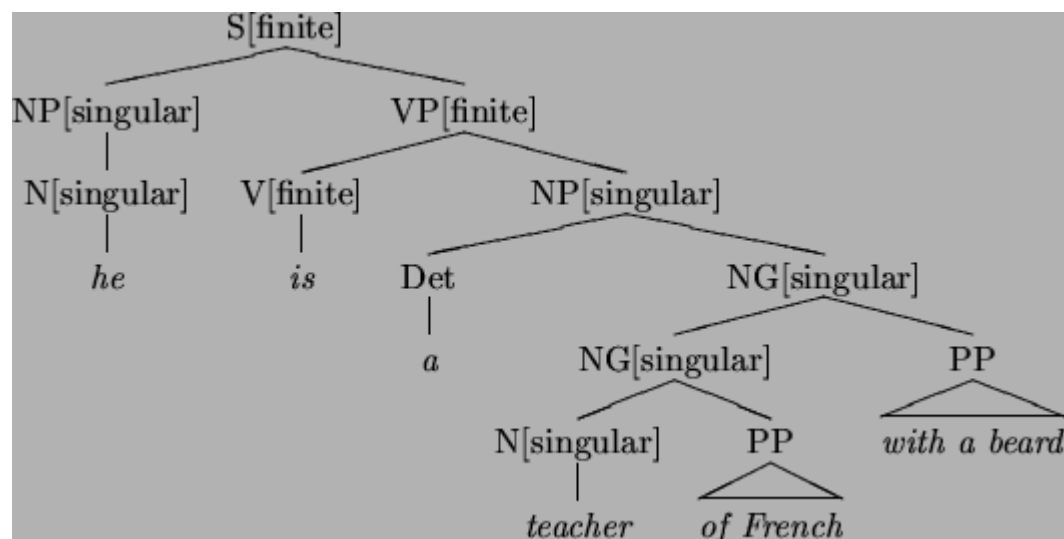 S[finite]
NP[singular] VP[finite]
N[singular] V[finite] NP[singular]
he is Det NG[singular]
a NG[singular] PP
N[singular] PP with a beard
teacher of French